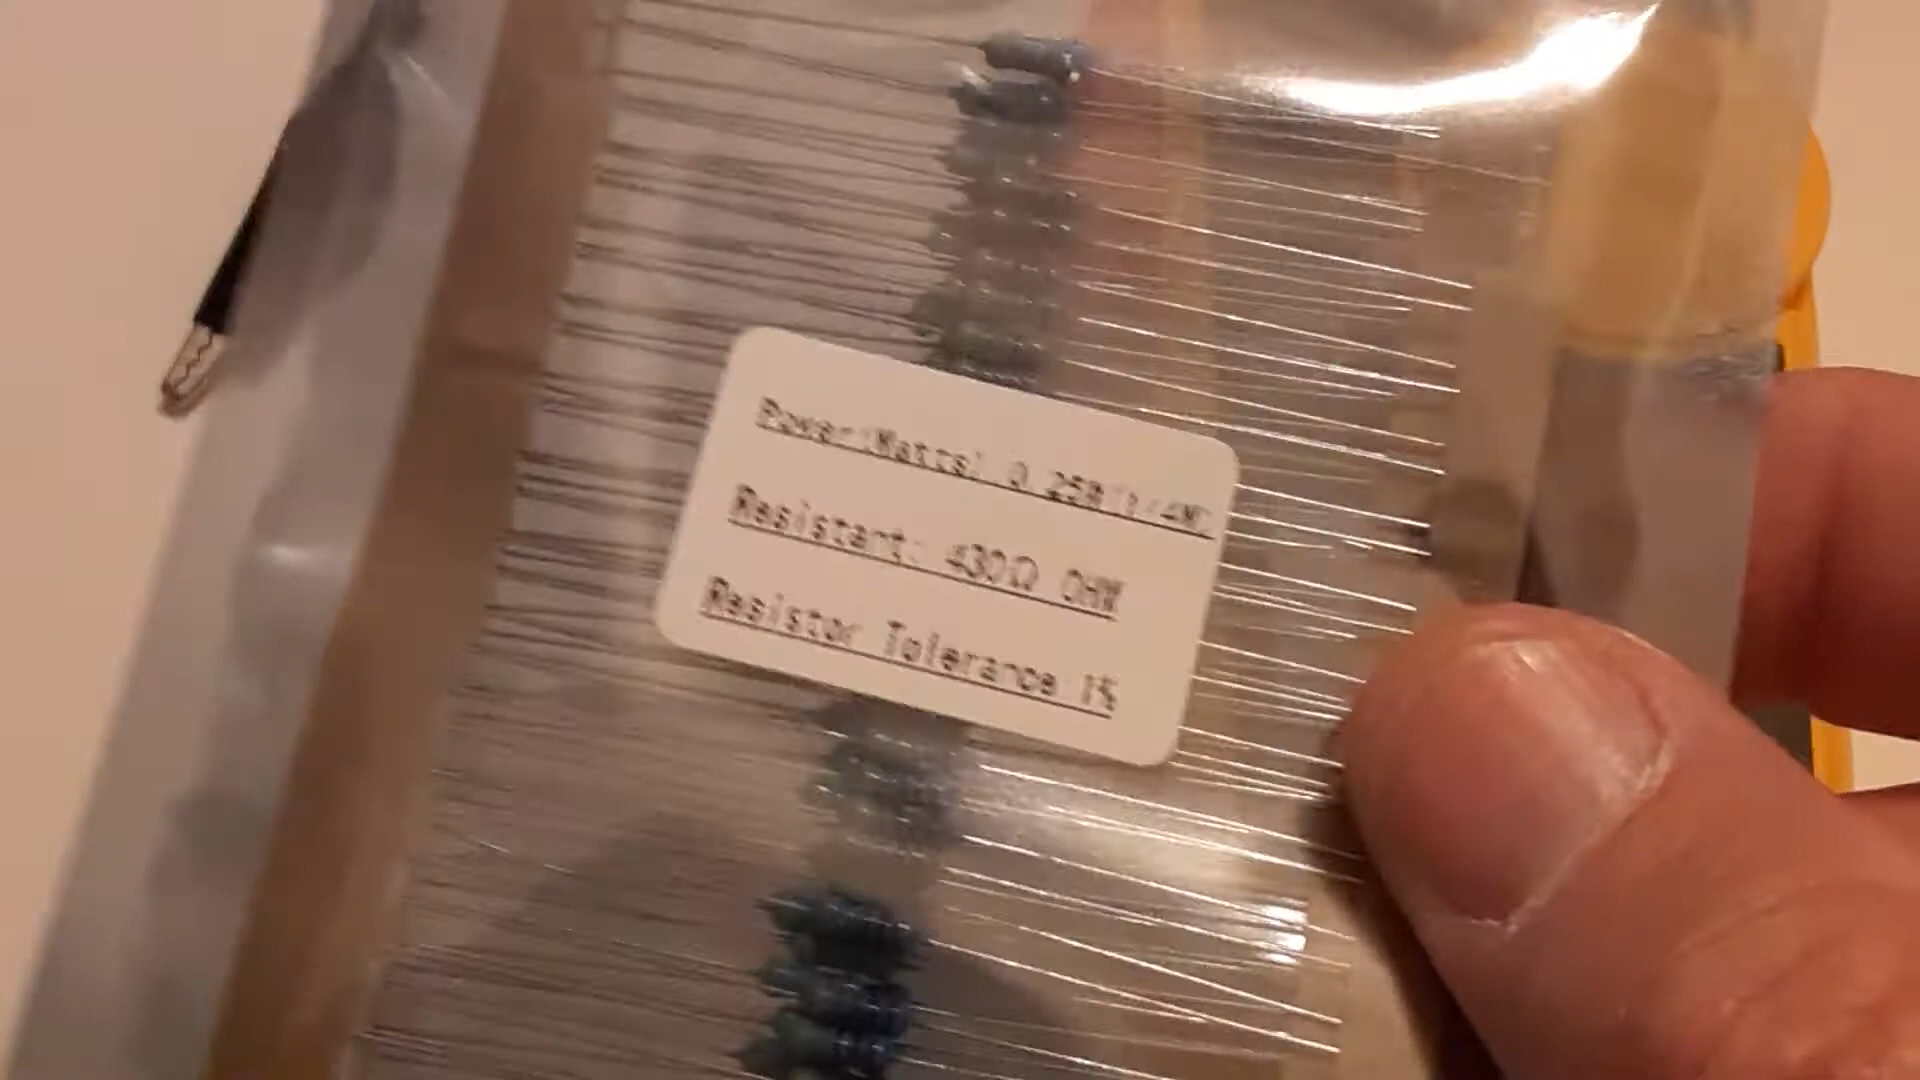 Power(Watts) 0.25W(1/4W)
Resistant: 430Ω OHM
Resistor Tolerance:1%